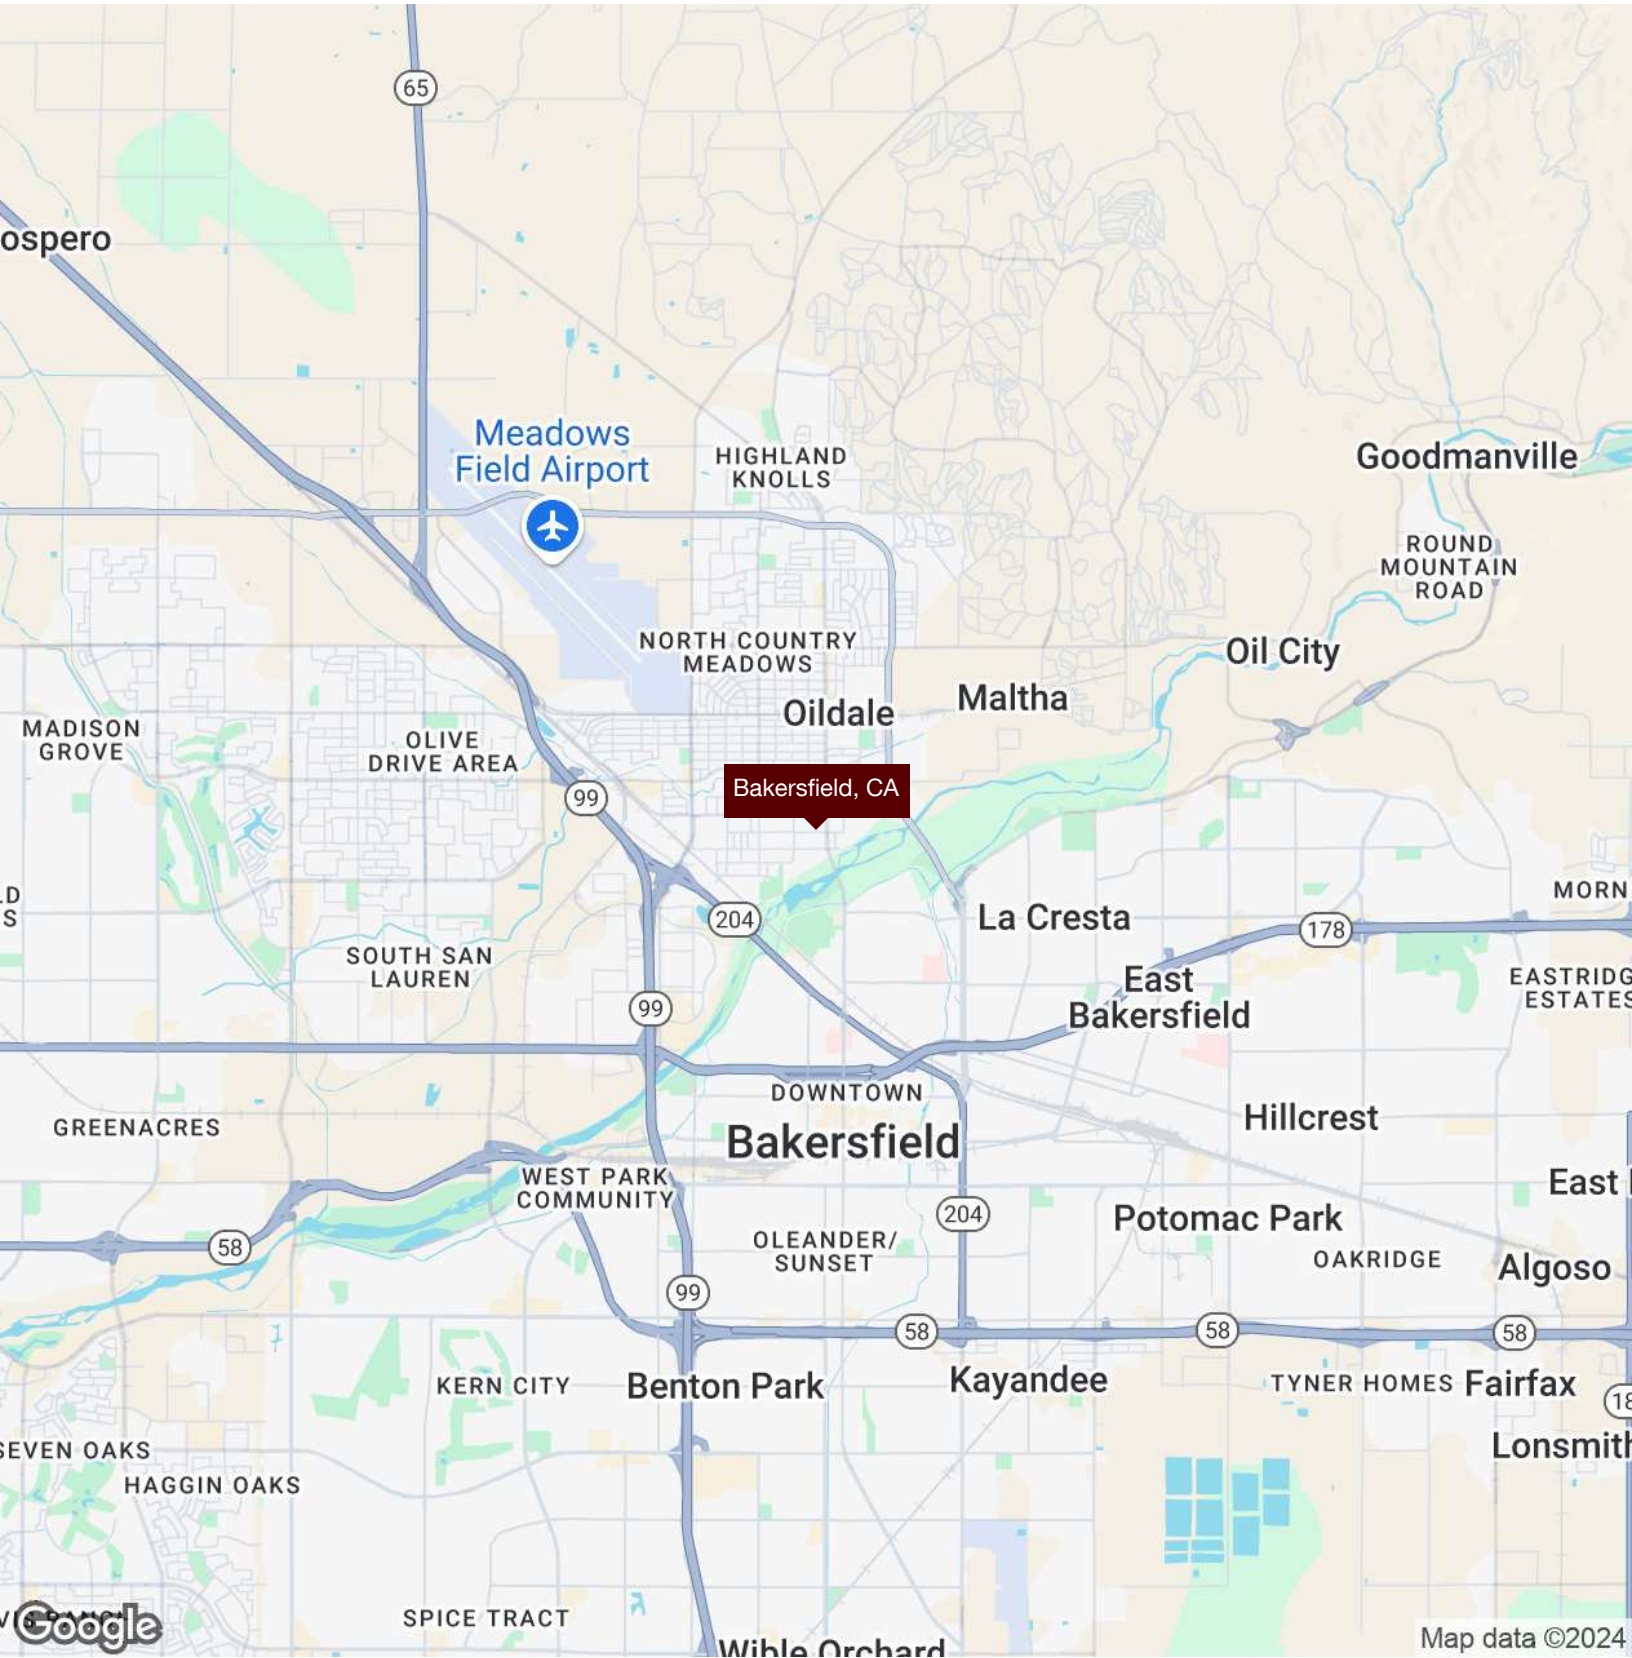 65
ospero
Meadows
Field Airport
HIGHLAND
KNOLLS
Goodmanville
ROUND
MOUNTAIN
ROAD
NORTH COUNTRY
MEADOWS
Oil City
Maltha
Oildale
MADISON
GROVE
OLIVE
DRIVE AREA
Bakersfield, CA
99
LD
S
MORN
204
La Cresta
178
SOUTH SAN
LAUREN
East
Bakersfield
EASTRIDG
ESTATES
99
DOWNTOWN
GREENACRES
Bakersfield
Hillcrest
WEST PARK
COMMUNITY
East
204
Potomac Park
58
OLEANDER/
SUNSET
OAKRIDGE
Algoso
99
58
58
58
KERN CITY
Benton Park
Kayandee
TYNER HOMES
Fairfax
18
SEVEN OAKS
Lonsmith
HAGGIN OAKS
SPICE TRACT
Google
Wible Orchard
Map data ©2024